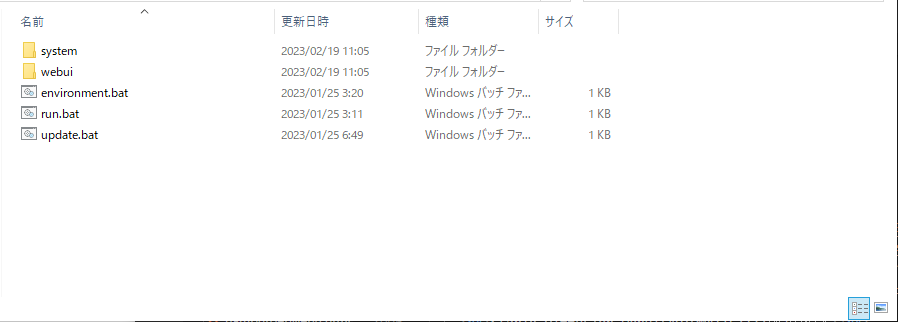 名前 更新日時 種類 サイズ
system 2023/02/19 11:05 ファイル フォルダー
webui 2023/02/19 11:05 ファイル フォルダー
environment.bat 2023/01/25 3:20 Windows バッチ ファ... 1 KB
run.bat 2023/01/25 3:11 Windows バッチ ファ... 1 KB
update.bat 2023/01/25 6:49 Windows バッチ ファ... 1 KB